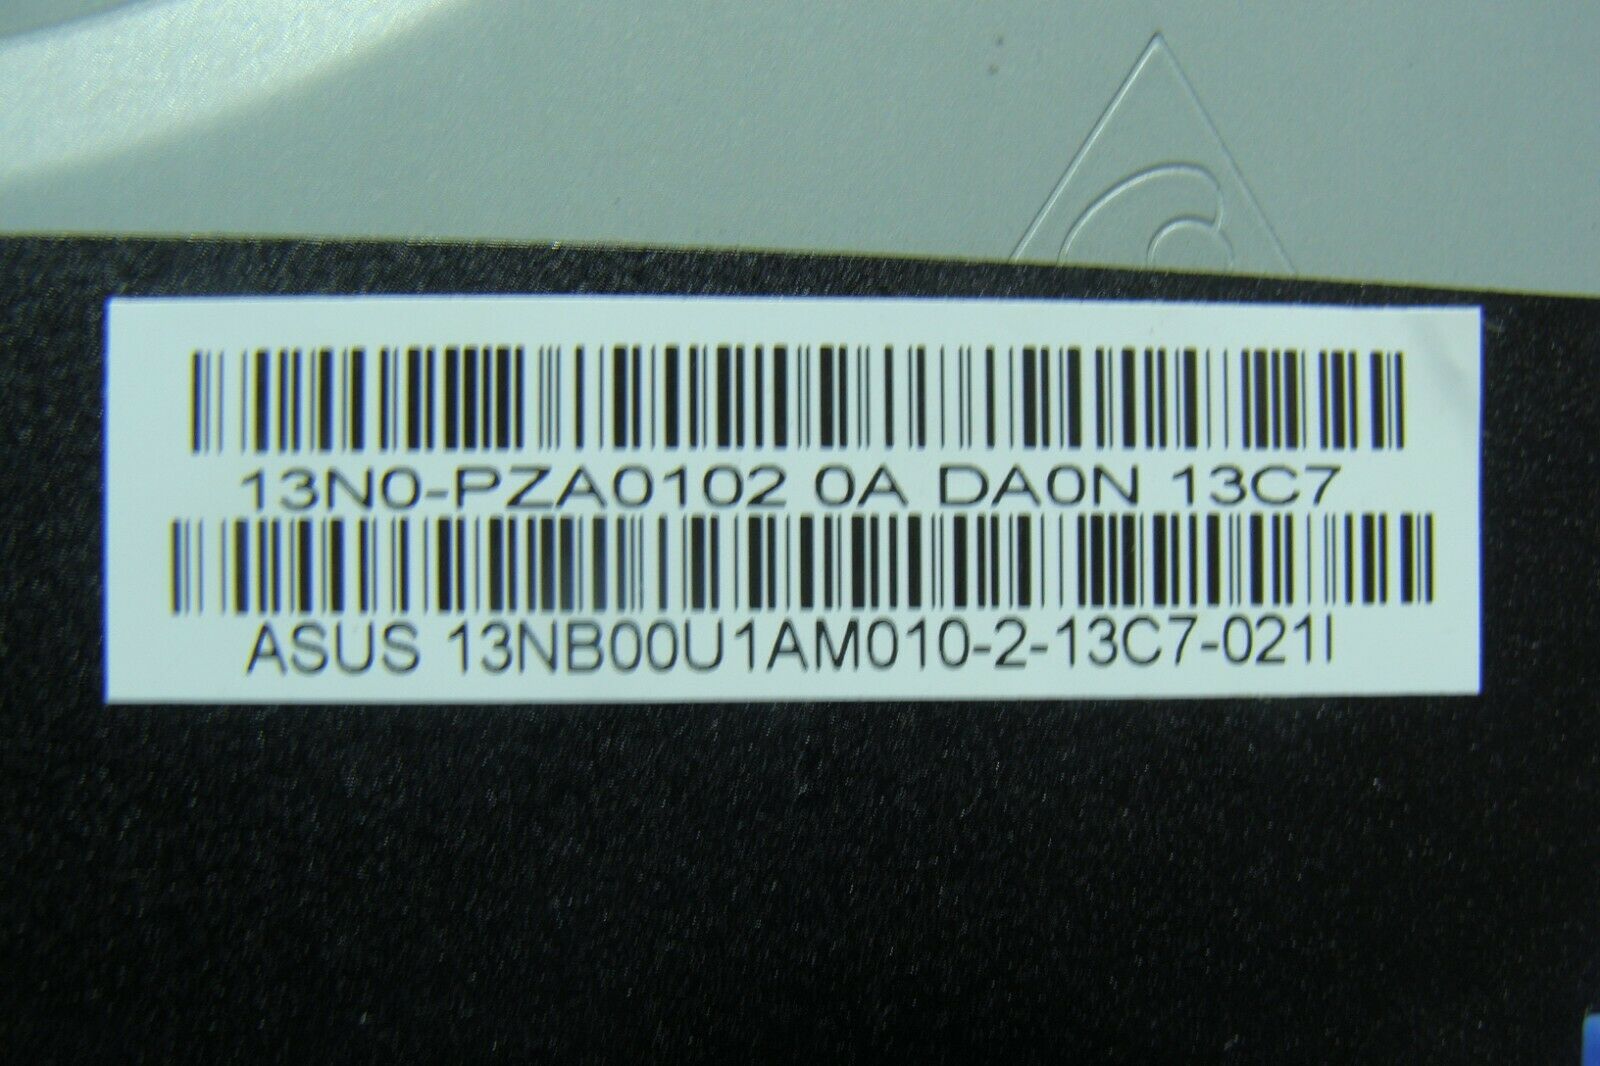 13N0-PZA0102 0A DA0N 13C7
ASUS 13NB00U1AM010-2-13C7-021I